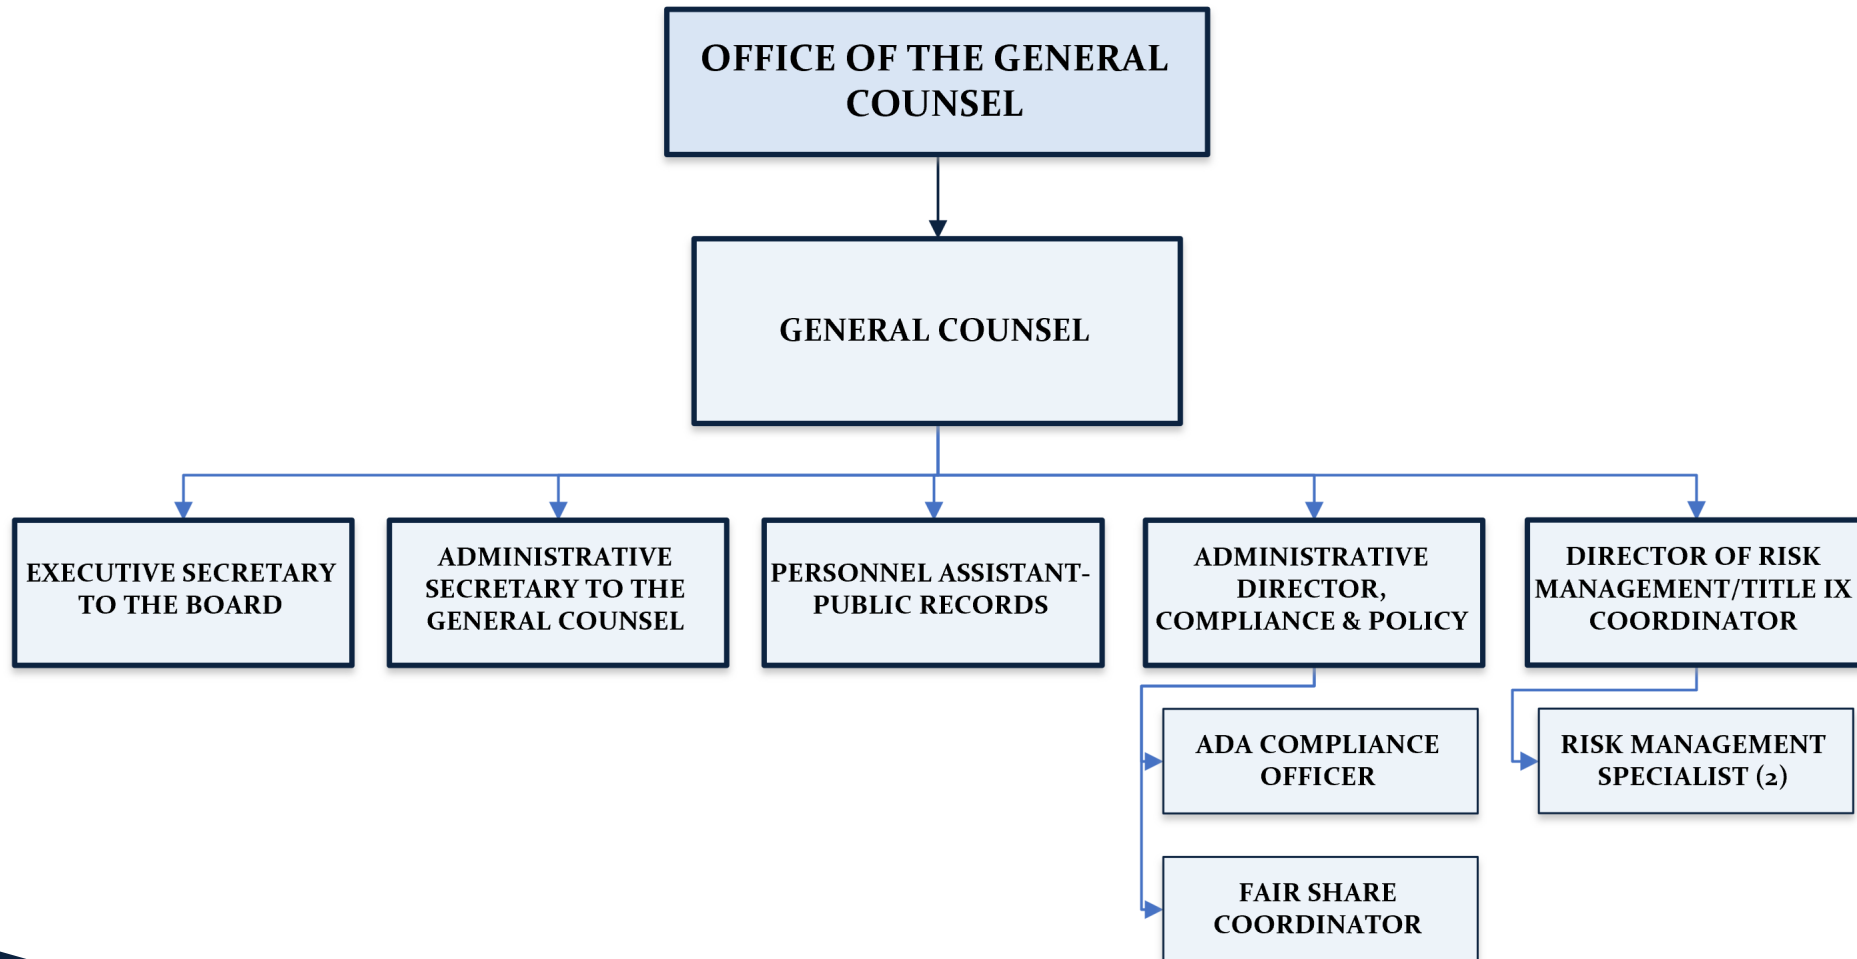 OFFICE OF THE GENERAL
COUNSEL
GENERAL COUNSEL
EXECUTIVE SECRETARY
TO THE BOARD
ADMINISTRATIVE
SECRETARY TO THE
GENERAL COUNSEL
PERSONNEL ASSISTANT-
PUBLIC RECORDS
ADMINISTRATIVE
DIRECTOR,
COMPLIANCE & POLICY
DIRECTOR OF RISK
MANAGEMENT/TITLE IX
COORDINATOR
ADA COMPLIANCE
OFFICER
RISK MANAGEMENT
SPECIALIST (2)
FAIR SHARE
COORDINATOR